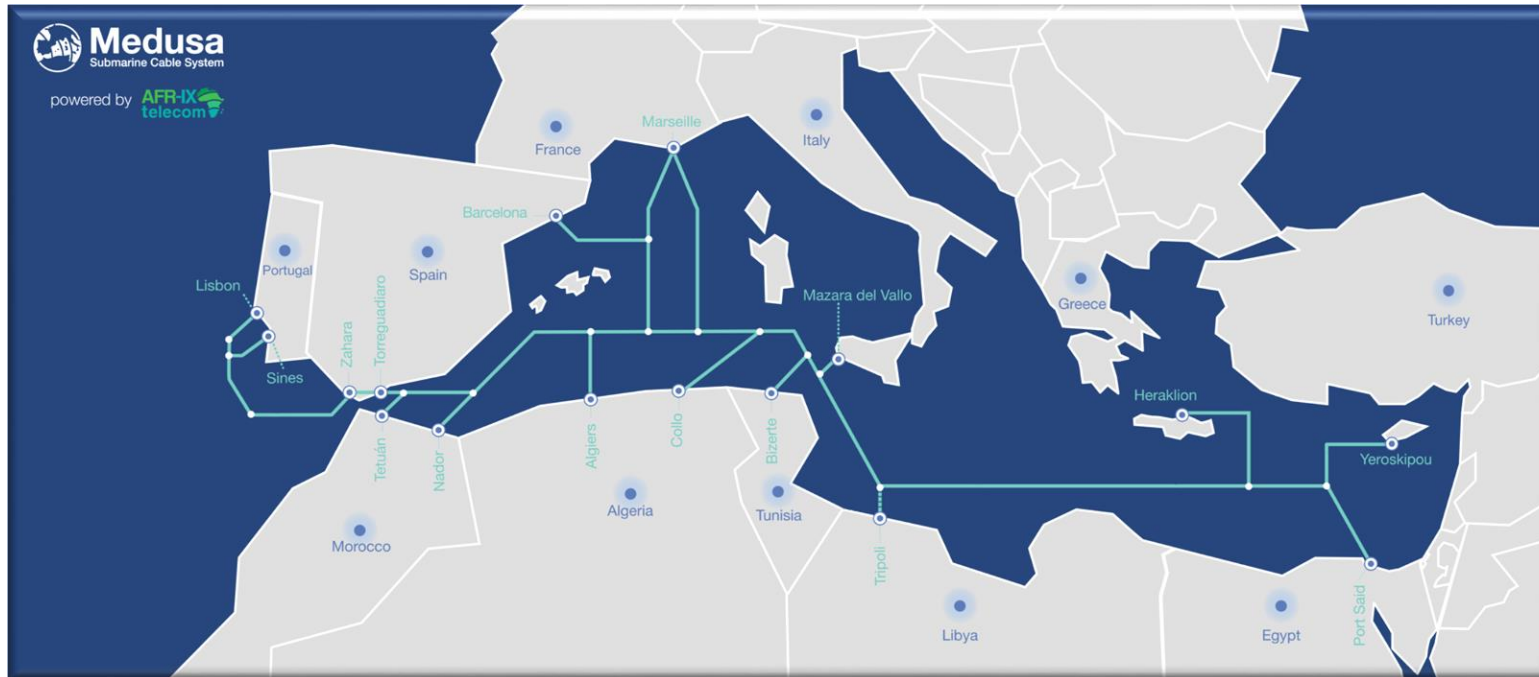 Medusa
Submarine Cable System
powered by AFR-IX
telecom
Marseille
France
Italy
Barcelona
Portugal
Spain
Lisbon
Sines
Zahara
Torreguadiaro
Mazara del Vallo
Greece
Turkey
Heraklion
Yeroskipou
Tetuán
Nador
Algiers
Collo
Bizerte
Algeria
Tunisia
Morocco
Tripoli
Libya
Egypt
Port Said